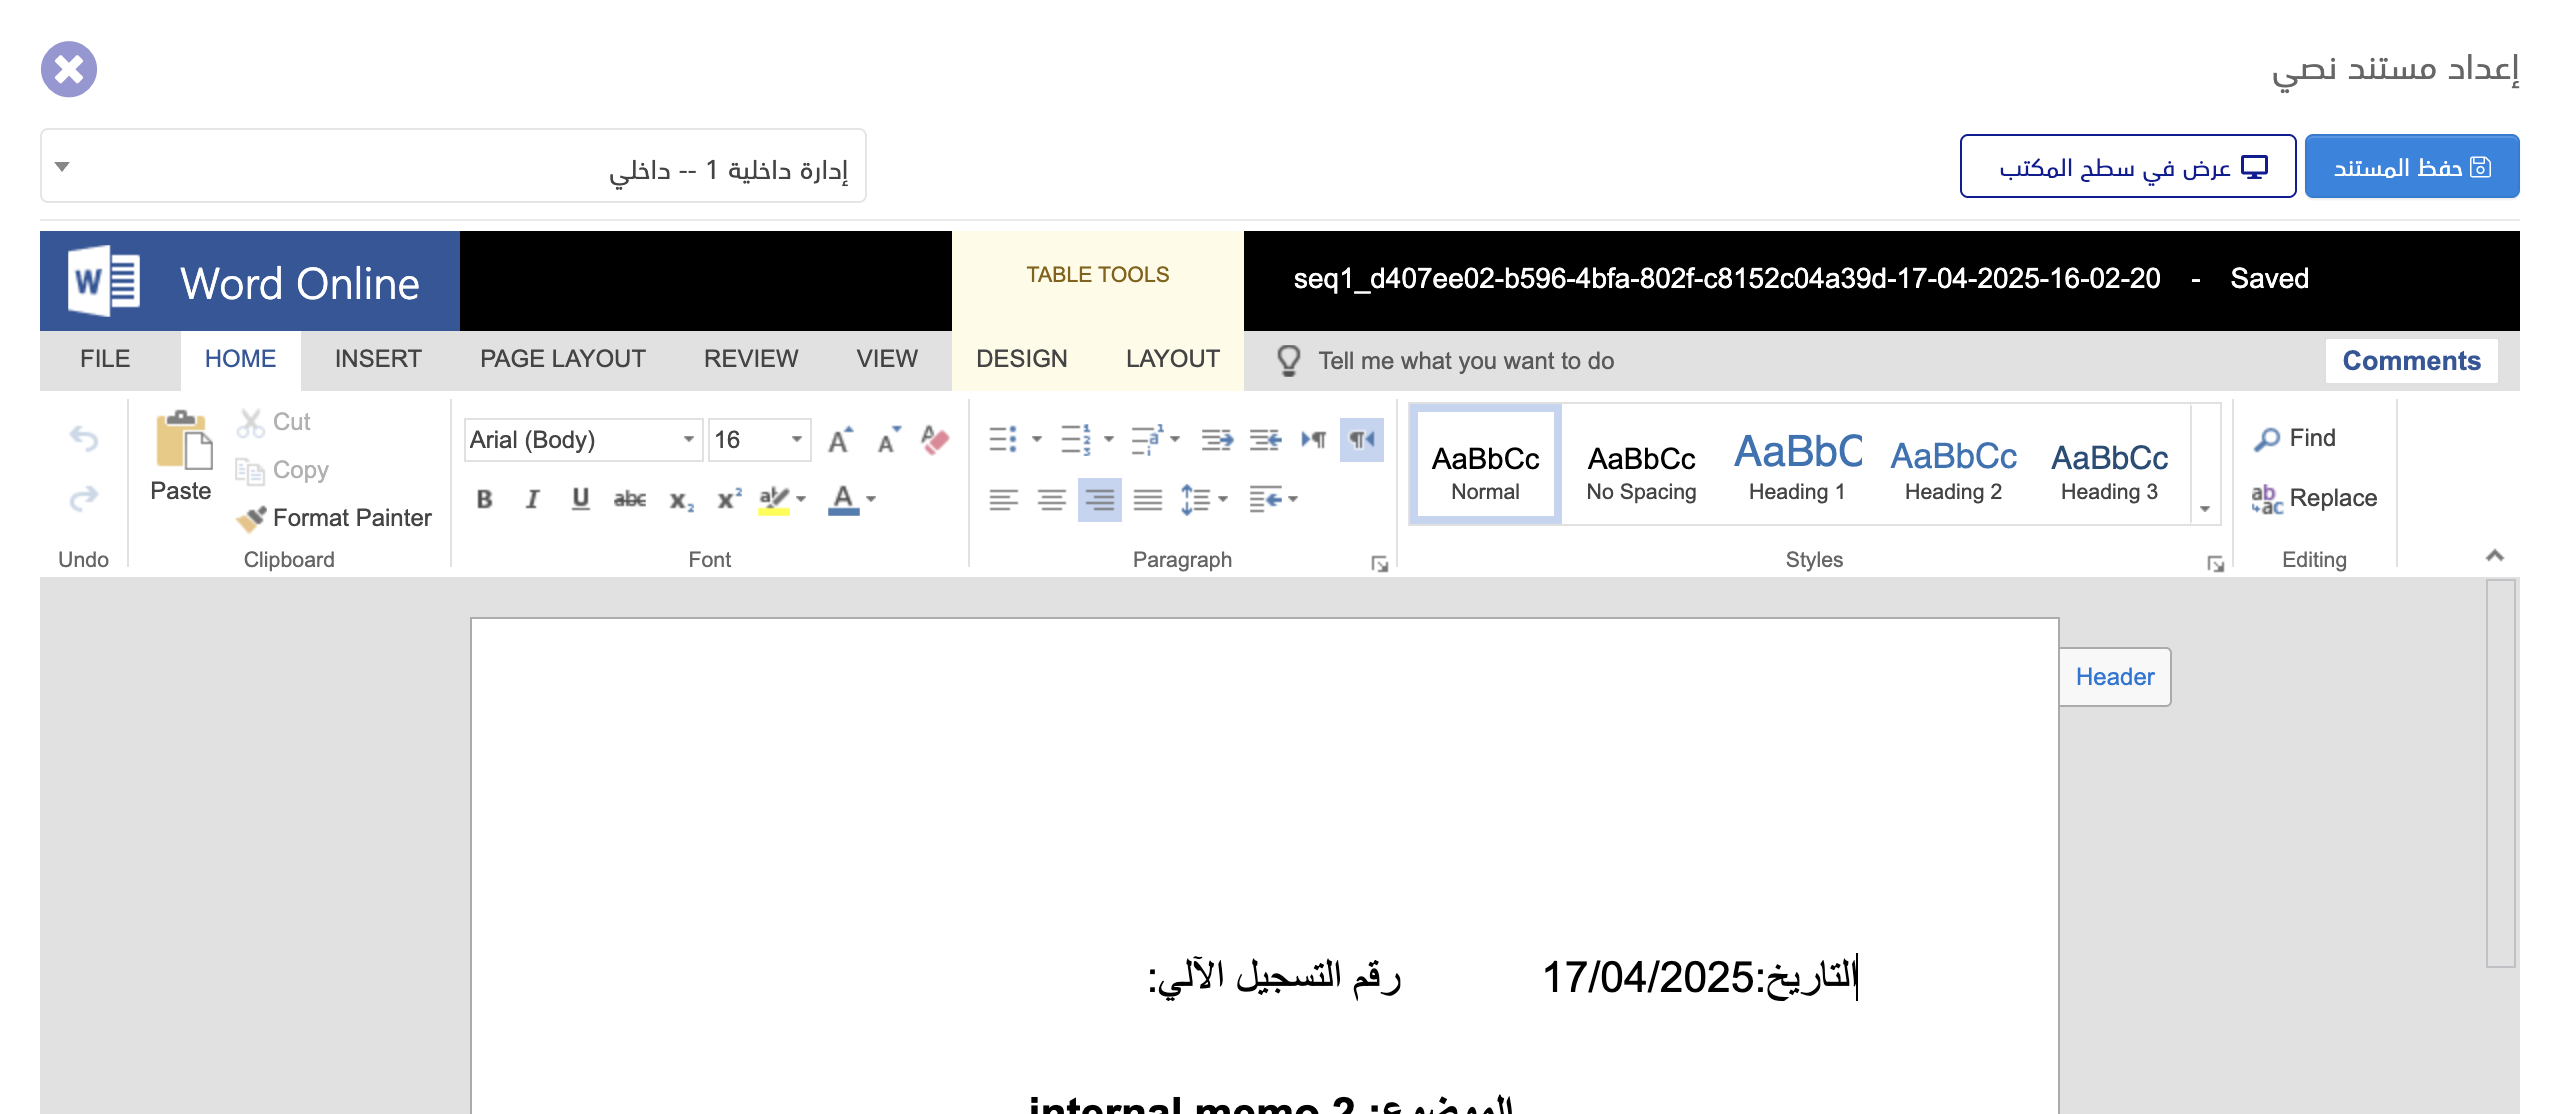 إعداد مستند نصي
حفظ المستند
عرض في سطح المكتب
إدارة داخلية 1 -- داخلي
Word Online
TABLE TOOLS
seq1_d407ee02-b596-4bfa-802f-c8152c04a39d-17-04-2025-16-02-20 - Saved
FILE HOME INSERT PAGE LAYOUT REVIEW VIEW DESIGN LAYOUT Tell me what you want to do Comments
Paste
Cut
Copy
Format Painter
Arial (Body) 16
AaBbCc AaBbCc AaBbC AaBbCc AaBbCc
Normal No Spacing Heading 1 Heading 2 Heading 3
Find
Replace
Undo Clipboard Font Paragraph Styles Editing
Header
التاريخ:17/04/2025 رقم التسجيل الآلي:
الموضوع: internal memo 2